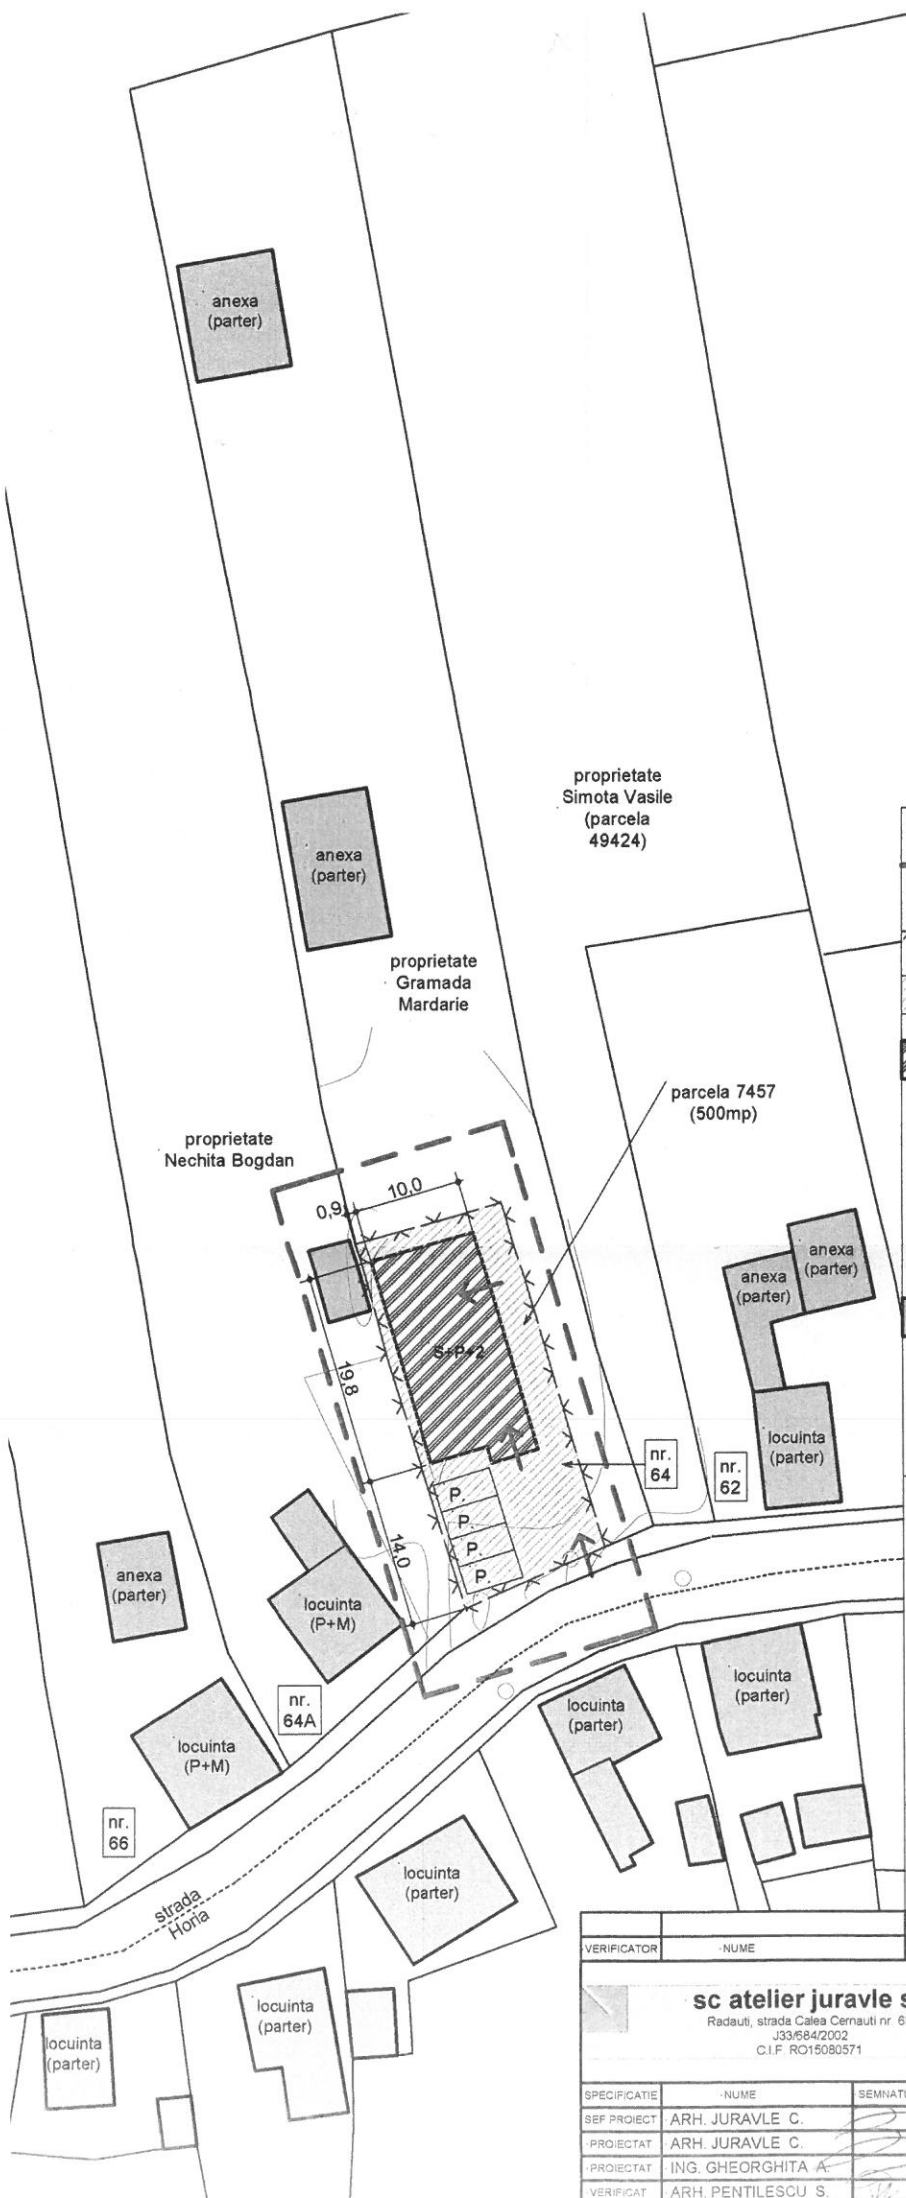 anexa
(parter)
proprietate
Simota Vasile
(parcela
49424)
anexa
(parter)
proprietate
Gramada
Mardarie
parcela 7457
(500mp)
proprietate
Nechita Bogdan
0,9
10,0
anexa
(parter)
anexa
(parter)
S+P+2
19,8
locuinta
(parter)
nr.
64
nr.
62
P.
P.
P.
P.
14,0
anexa
(parter)
locuinta
(P+M)
locuinta
(parter)
nr.
64A
locuinta
(parter)
locuinta
(P+M)
nr.
66
locuinta
(parter)
strada
Horia
VERIFICATOR NUME
locuinta
(parter)
sc atelier juravle s
Radauti, strada Calea Cernauti nr. 6
J33/684/2002
C.I.F. RO15080571
locuinta
(parter)
SPECIFICATIE NUME SEMNATU
SEF PROIECT ARH. JURAVLE C.
PROIECTAT ARH. JURAVLE C.
PROIECTAT ING. GHEORGHITA A.
VERIFICAT ARH. PENTILESCU S.